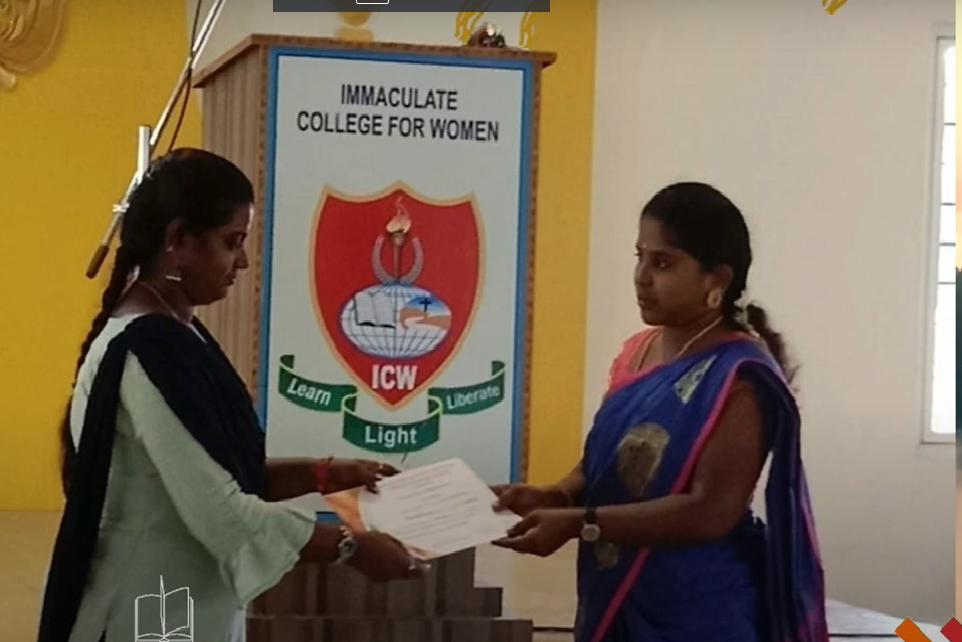 IMMACULATE
COLLEGE FOR WOMEN
ICW
Learn
Light
Liberate